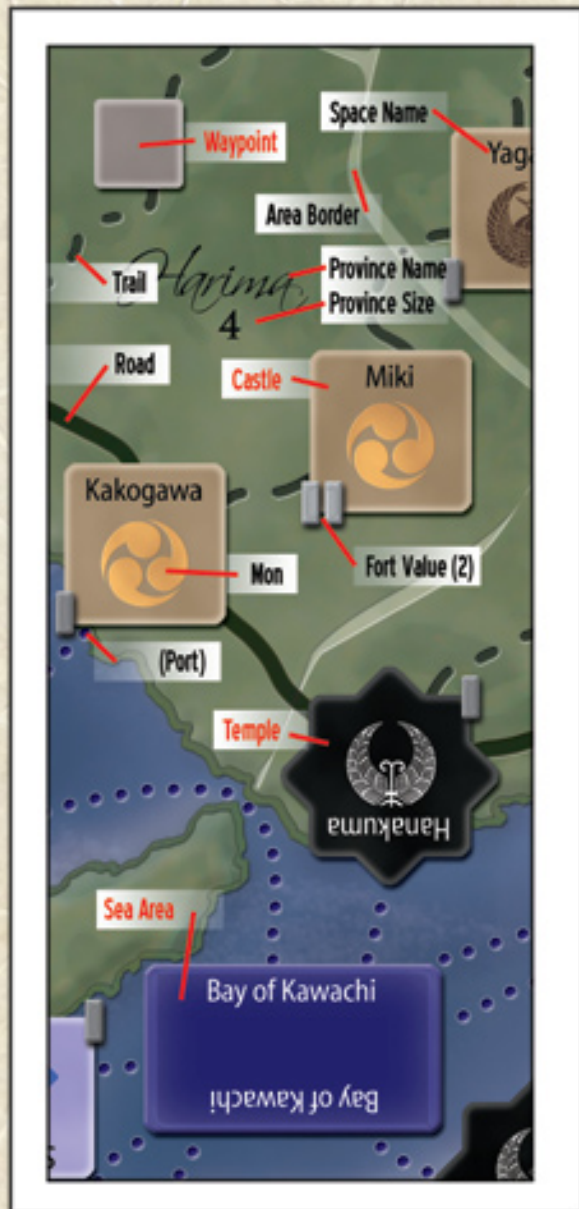 Space Name
Waypoint
Yaga
Area Border
Harima
Province Name
Trail
4
Province Size
Road
Castle
Miki
Kakogawa
Mon
Fort Value (2)
(Port)
Temple
Hanakuma
Sea Area
Bay of Kawachi
Bay of Kawachi
s